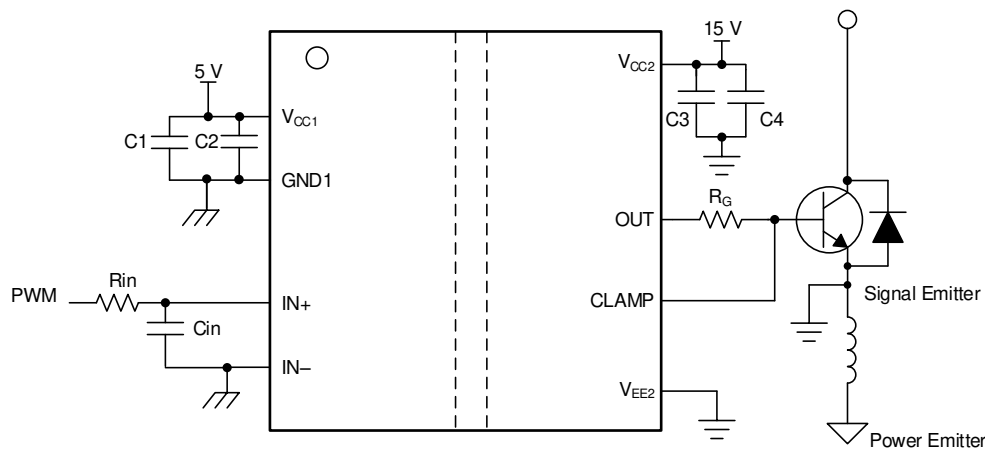 15 V
5 V
VCC2
VCC1
C1
C2
C3
C4
GND1
RG
OUT
Rin
PWM
IN+
CLAMP
Signal Emitter
Cin
IN–
VEE2
Power Emitter